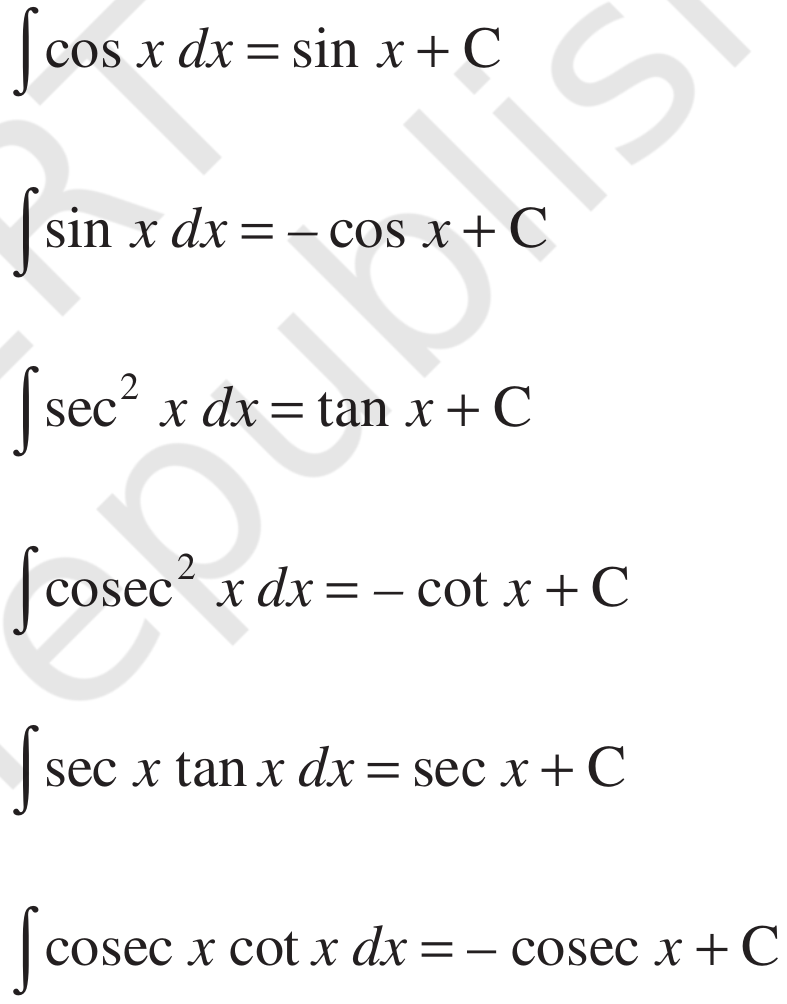 ∫ cos x dx = sin x + C
∫ sin x dx = – cos x + C
∫ sec² x dx = tan x + C
∫ cosec² x dx = – cot x + C
∫ sec x tan x dx = sec x + C
∫ cosec x cot x dx = – cosec x + C